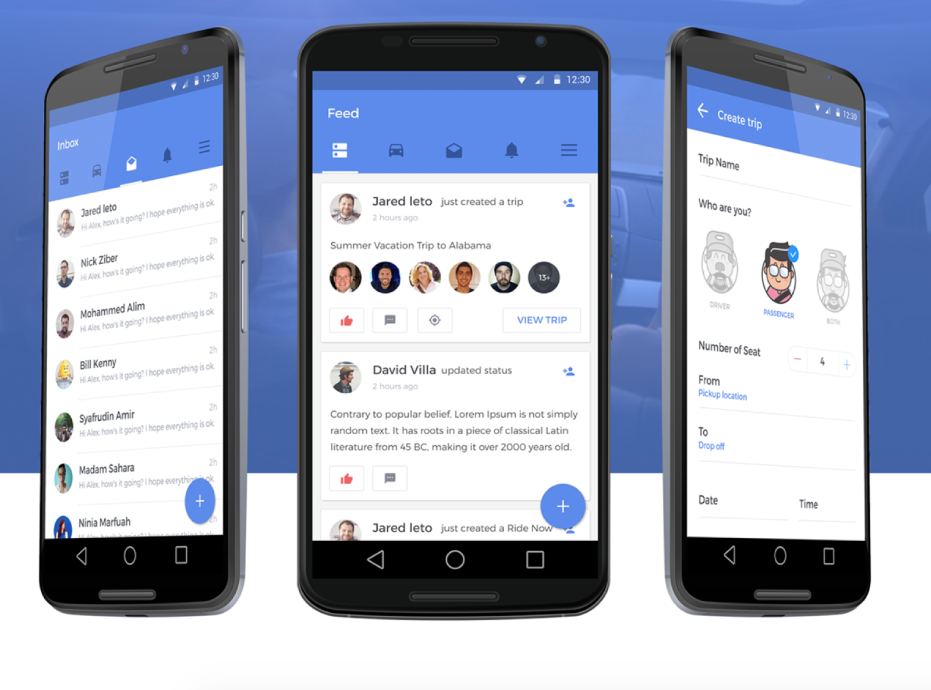 12:30
Inbox
Jared leto
2h
Hi Alex, how's it going? I hope everything is ok.
Nick Ziber
2h
Hi Alex, how's it going? I hope everything is ok.
Mohammed Alim
2h
Hi Alex, how's it going? I hope everything is ok.
Bill Kenny
2h
Hi Alex, how's it going? I hope everything is ok.
Syafrudin Amir
2h
Hi Alex, how's it going? I hope everything is ok.
Madam Sahara
2h
Hi Alex, how's it going? I hope everything is ok.
Ninia Marfuah
12:30
Feed
Jared leto just created a trip
2 hours ago
Summer Vacation Trip to Alabama
13+
VIEW TRIP
David Villa updated status
2 hours ago
Contrary to popular belief, Lorem Ipsum is not simply
random text. It has roots in a piece of classical Latin
literature from 45 BC, making it over 2000 years old.
Jared leto just created a Ride Now
12:30
Create trip
Trip Name
Who are you?
DRIVER
PASSENGER
BOTH
Number of Seat
4
From
Pickup location
To
Drop off
Date
Time